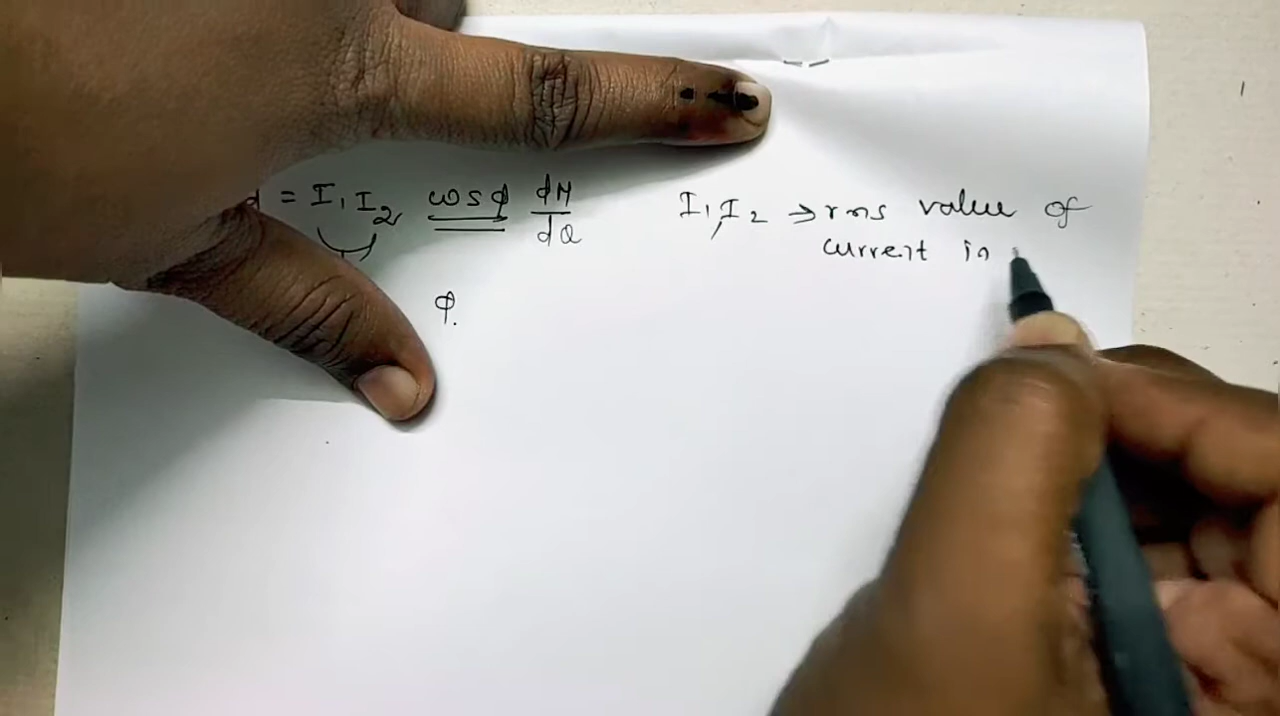 d = I₁ I₂ cos ϕ dM/dθ
I₁, I₂ → rms value of
current in
ϕ.